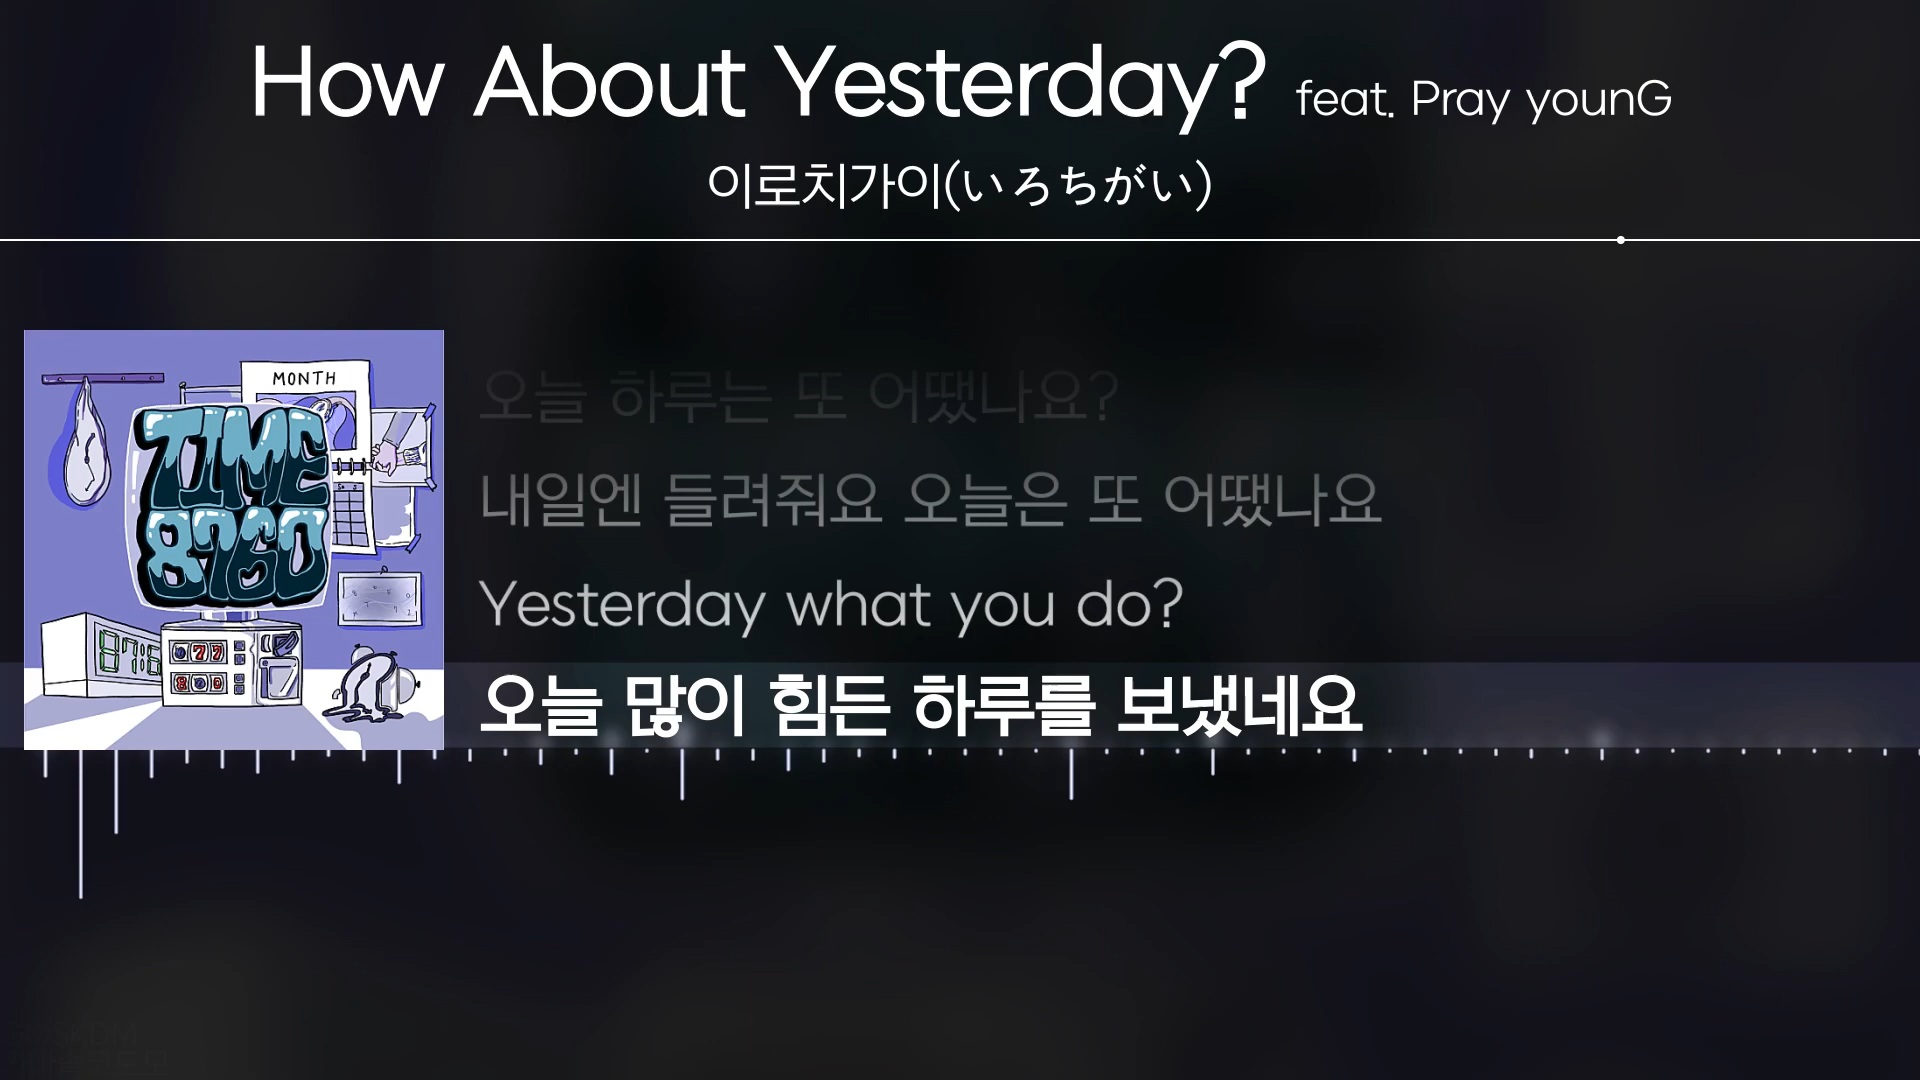 How About Yesterday? feat. Pray younG
이로치가이(いろちがい)
MONTH
TIME
8760
오늘 하루는 또 어땠나요?
내일엔 들려줘요 오늘은 또 어땠나요
Yesterday what you do?
오늘 많이 힘든 하루를 보냈네요